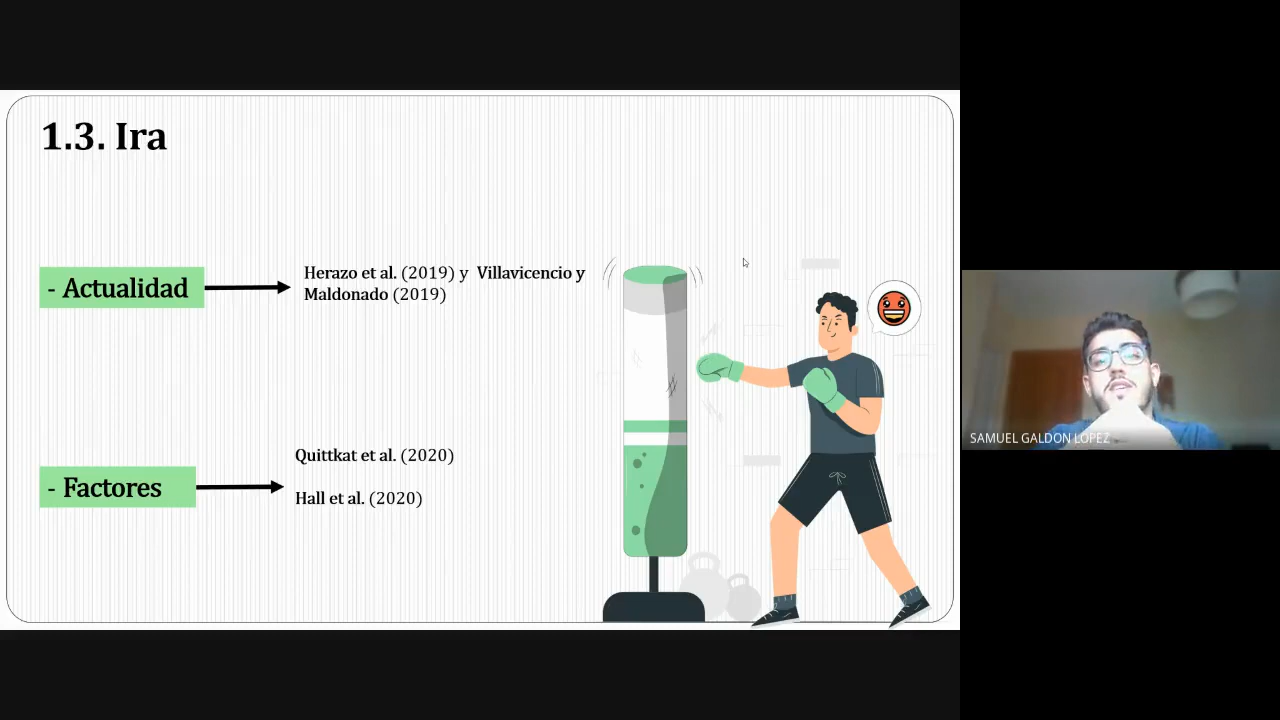 1.3. Ira
- Actualidad
Herazo et al. (2019) y Villavicencio y
Maldonado (2019)
- Factores
Quittkat et al. (2020)
Hall et al. (2020)
SAMUEL GALDON LOPEZ